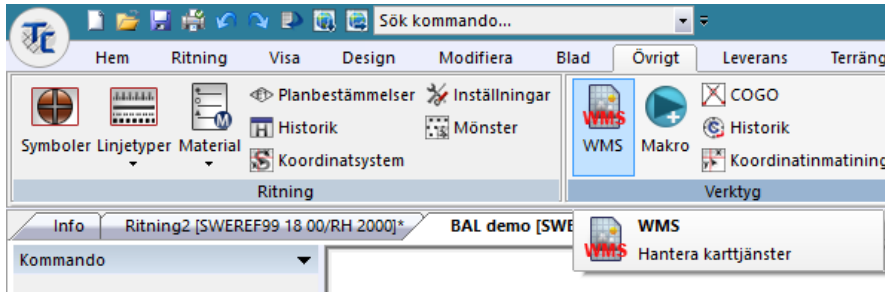 TC
Sök kommando...
Hem Ritning Visa Design Modifiera Blad Övrigt Leverans Terräng
Symboler Linjetyper Material
M
Planbestämmelser
Historik
Koordinatsystem
Inställningar
Mönster
Ritning
WMS
WMS
Makro
COGO
Historik
Koordinatinmatining
Verktyg
Info Ritning2 [SWEREF99 18 00/RH 2000]* BAL demo [SWE
Kommando
WMS
WMS
Hantera karttjänster